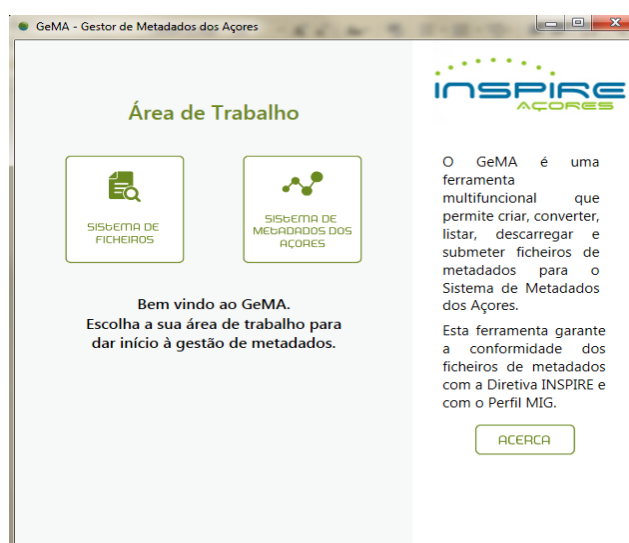 GeMA - Gestor de Metadados dos Açores
Área de Trabalho
SISTEMA DE
FICHEIROS
SISTEMA DE
METADADOS DOS
AÇORES
Bem vindo ao GeMA.
Escolha a sua área de trabalho para
dar início à gestão de metadados.
INSPIRE
AÇORES
O GeMA é uma
ferramenta
multifuncional que
permite criar, converter,
listar, descarregar e
submeter ficheiros de
metadados para o
Sistema de Metadados
dos Açores.
Esta ferramenta garante
a conformidade dos
ficheiros de metadados
com a Diretiva INSPIRE e
com o Perfil MIG.
ACERCA